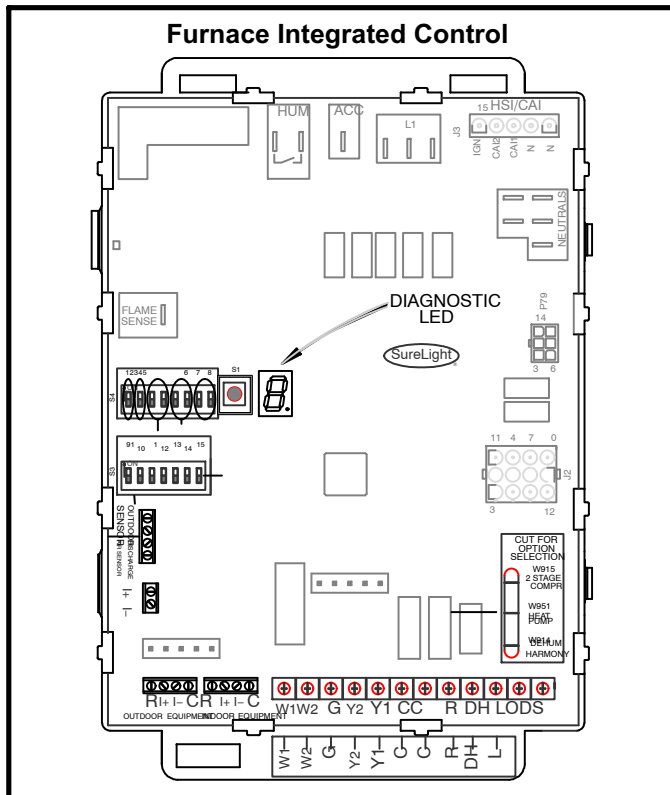 Furnace Integrated Control
HUM
ACC
L1
15 HSI/CAI
J3
IGN
CAI2
CAI1
N
N
NEUTRALS
FLAME
SENSE
DIAGNOSTIC
LED
SureLight
P79
14
3 6
12345 6 7 8
S4
S1
91 10 1 12 13 14 15
S3
ON
11 4 7 0
J2
3 12
OUTDOOR
SENSOR
DISCHARGE
AIR SENSOR
I+
I-
CUT FOR
OPTION
SELECTION
W915
2 STAGE
COMPR
W951
HEAT
PUMP
W914
DEHUM
HARMONY
RI+ I- CR I+ I- C
OUTDOOR EQUIPMENT
INDOOR EQUIPMENT
W1W2 G Y2 Y1 CC R DH LODS
W1 W2 G Y2 Y1 C C R DH L